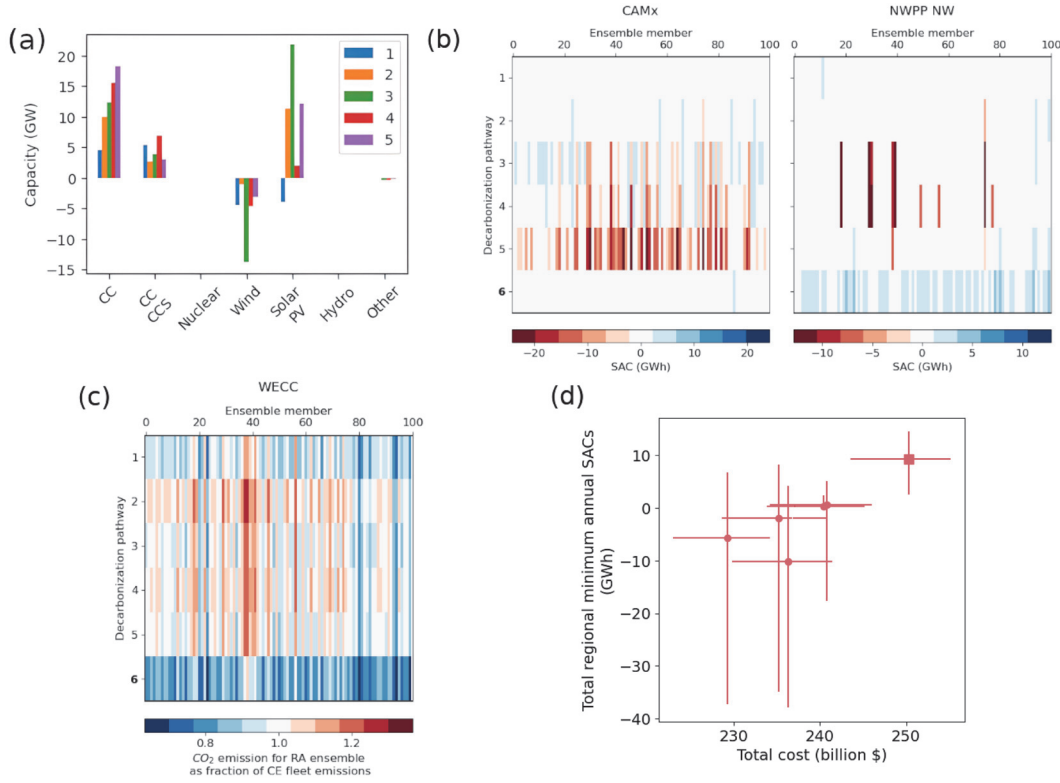 (a)
Capacity (GW)
20
15
10
5
0
−5
−10
−15
1
2
3
4
5
CC
CC
CCS
Nuclear
Wind
Solar
PV
Hydro
Other
(b)
CAMx
Ensemble member
0 20 40 60 80 100
Decarbonization pathway
1
2
3
4
5
6
−20 −10 0 10 20
SAC (GWh)
NWPP NW
Ensemble member
0 20 40 60 80 100
−10 −5 0 5 10
SAC (GWh)
(c)
WECC
Ensemble member
0 20 40 60 80 100
Decarbonization pathway
1
2
3
4
5
6
0.8 1.0 1.2
CO2 emission for RA ensemble
as fraction of CE fleet emissions
(d)
Total regional minimum annual SACs
(GWh)
10
0
−10
−20
−30
−40
230 240 250
Total cost (billion $)